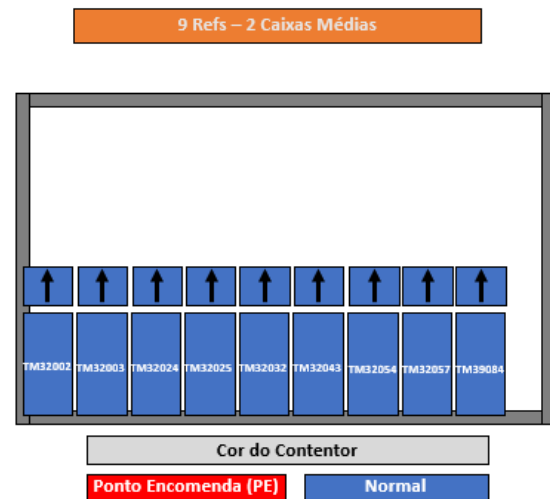 9 Refs – 2 Caixas Médias
TM32002 TM32003 TM32024 TM32025 TM32032 TM32043 TM32054 TM32057 TM39084
Cor do Contentor
Ponto Encomenda (PE) Normal